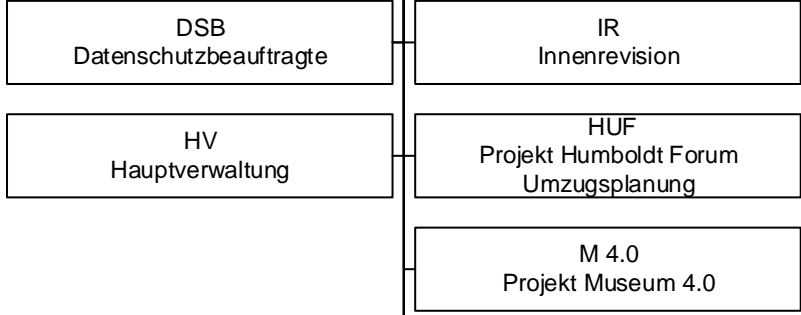 DSB
Datenschutzbeauftragte
IR
Innenrevision
HV
Hauptverwaltung
HUF
Projekt Humboldt Forum
Umzugsplanung
M 4.0
Projekt Museum 4.0